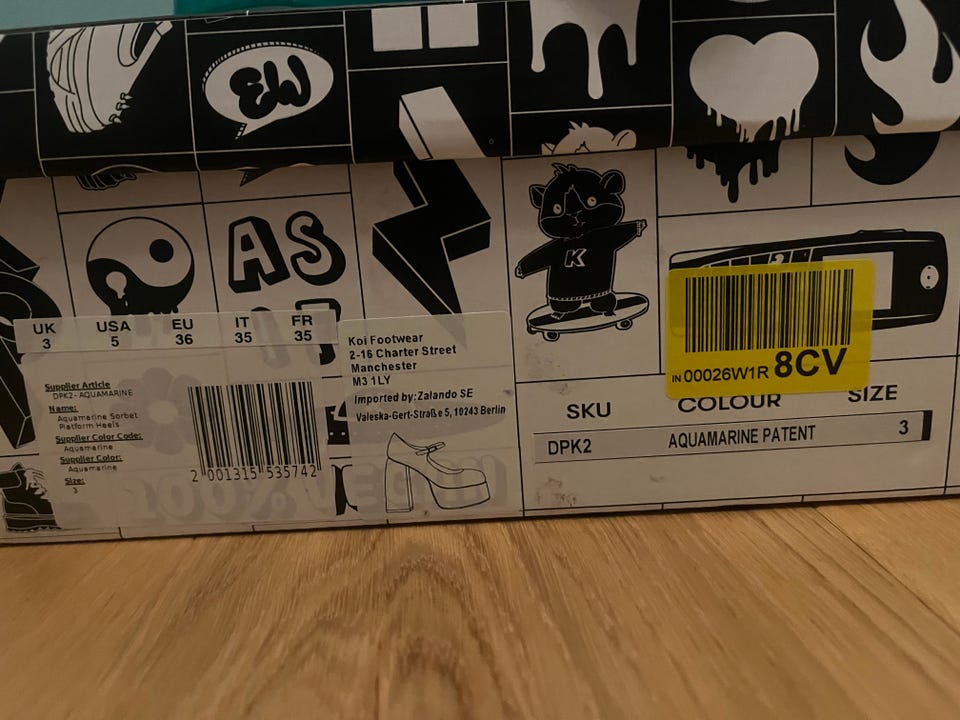 EW
AS
K
UK USA EU IT FR
3 5 36 35 35
Supplier Article
DPK2- AQUAMARINE
Name:
Aquamarine Sorbet
Platform Heels
Supplier Color Code:
Aquamarine
Supplier Color:
Aquamarine
Size:
3
2 001315 535742
Koi Footwear
2-16 Charter Street
Manchester
M3 1LY
Imported by: Zalando SE
Valeska-Gert-Straße 5, 10243 Berlin
IN 00026W1R 8CV
SKU COLOUR SIZE
DPK2 AQUAMARINE PATENT 3